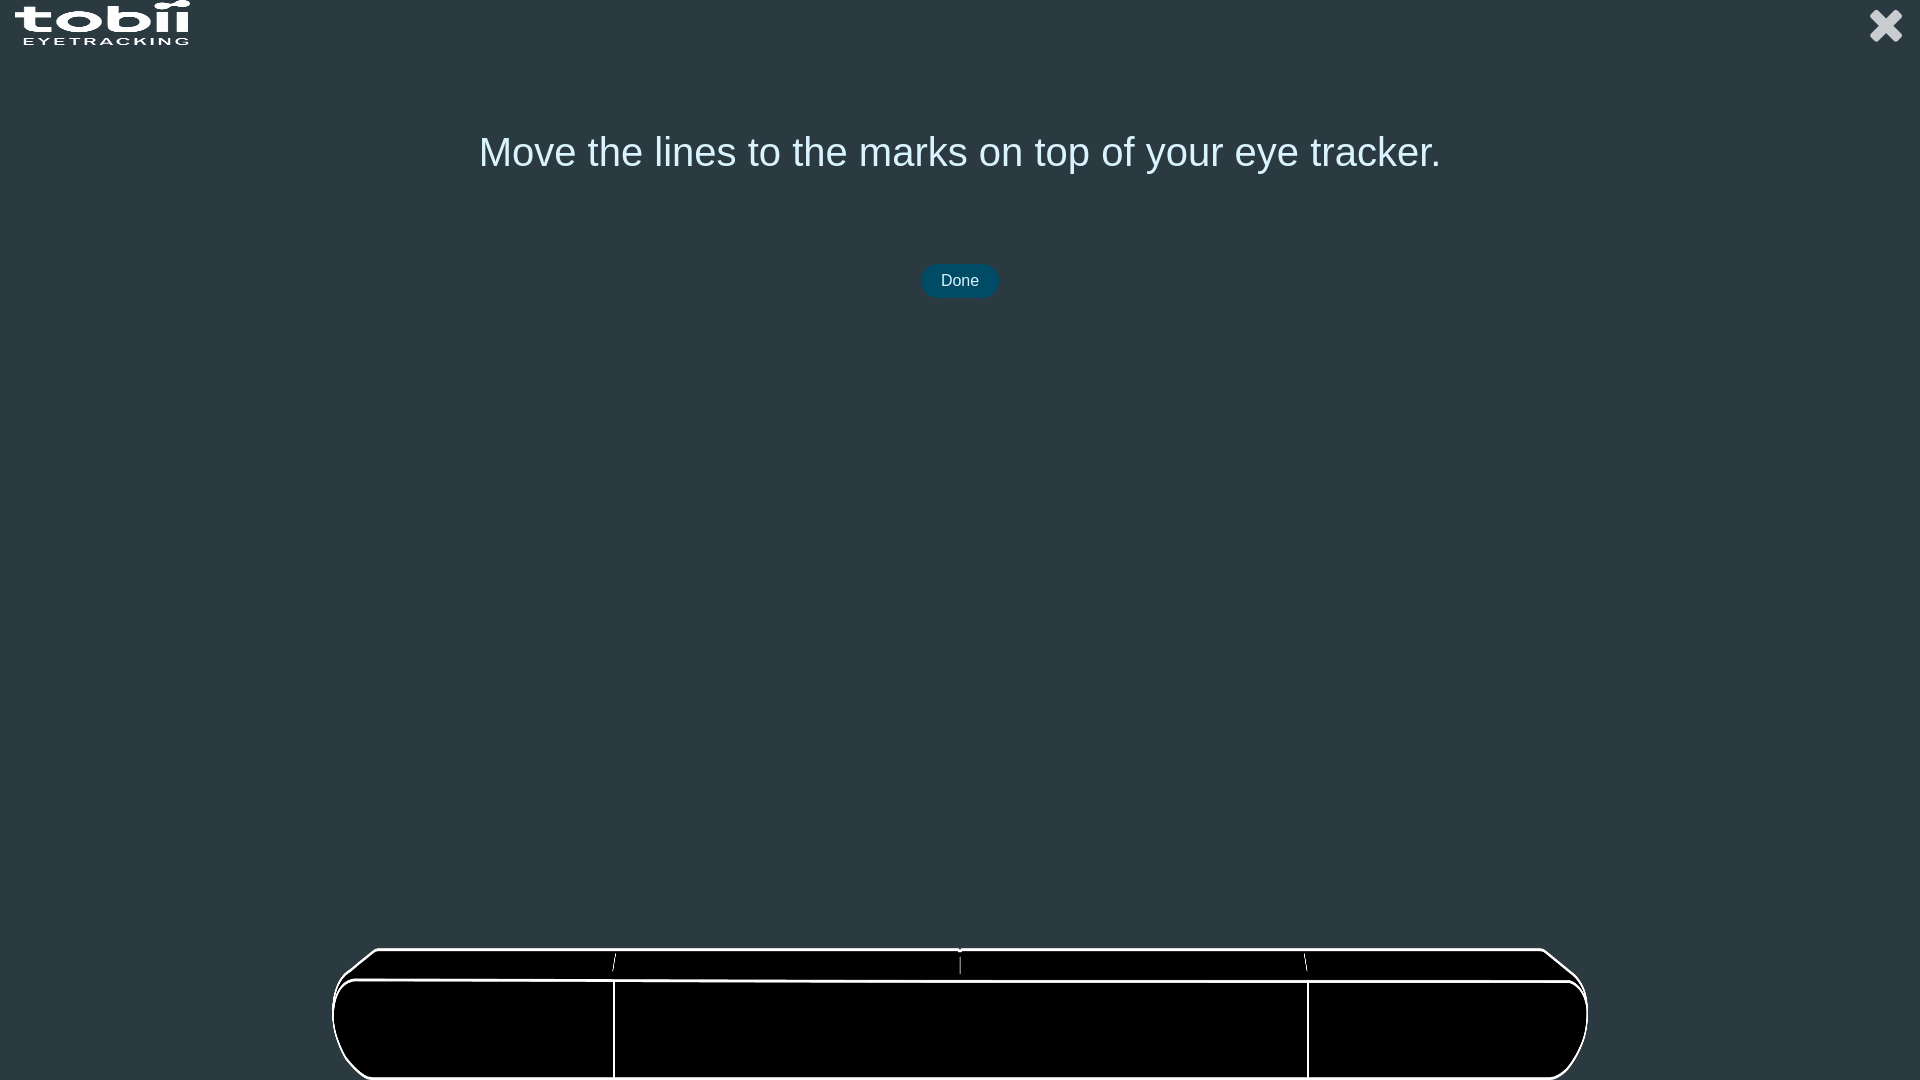 tobii
EYETRACKING
Move the lines to the marks on top of your eye tracker.
Done